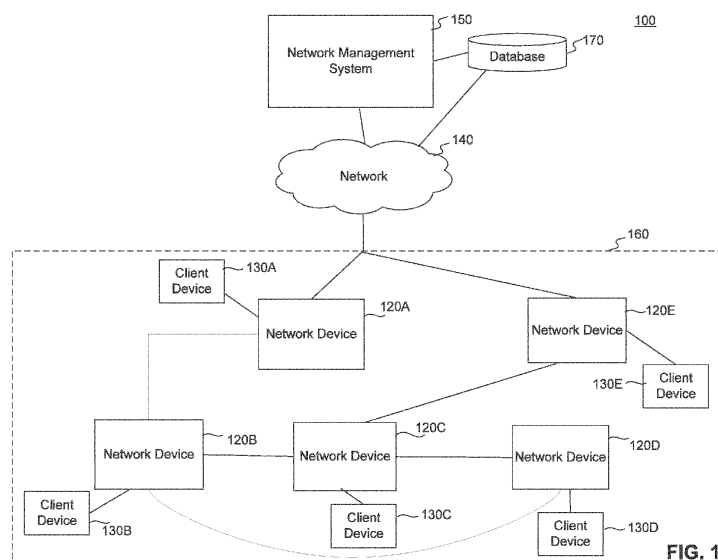 150
100
Network Management
System
170
Database
140
Network
160
Client
Device
130A
120A
Network Device
120E
Network Device
Client
Device
130E
120B
Network Device
120C
Network Device
120D
Network Device
Client
Device
130B
Client
Device
130C
Client
Device
130D
FIG. 1